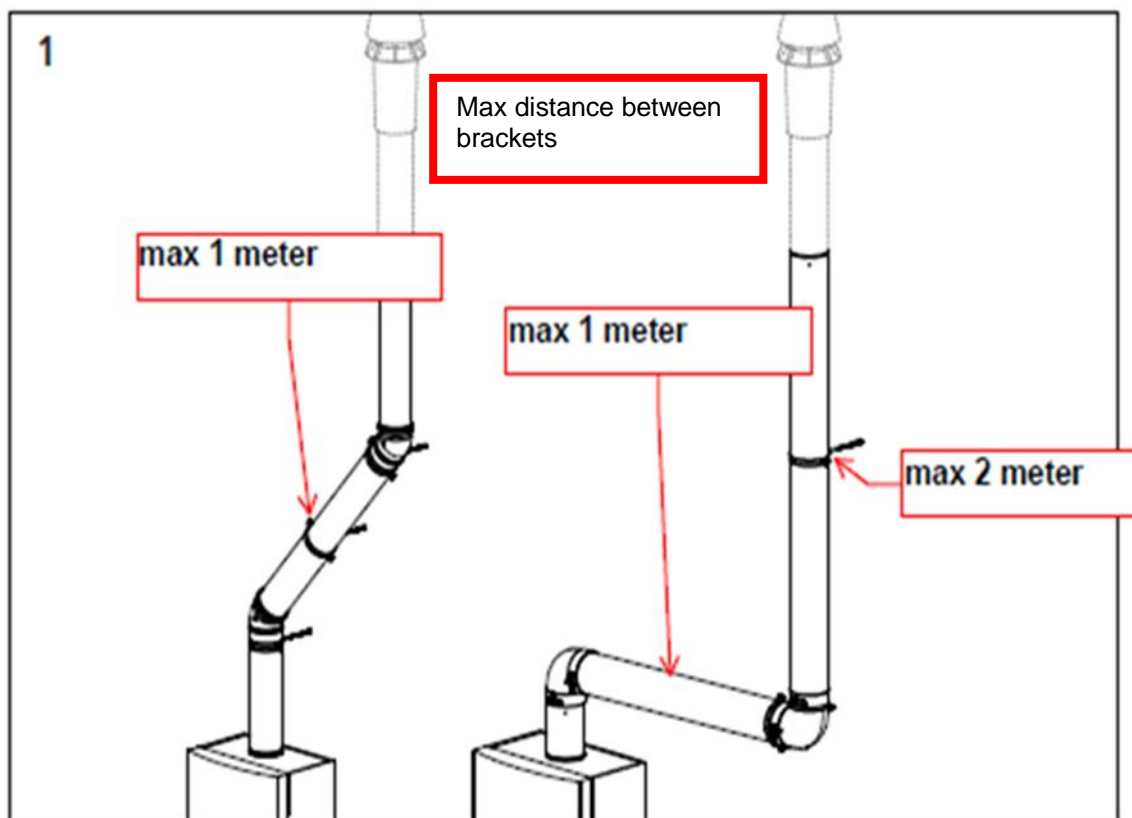 1
Max distance between
brackets
max 1 meter
max 1 meter
max 2 meter